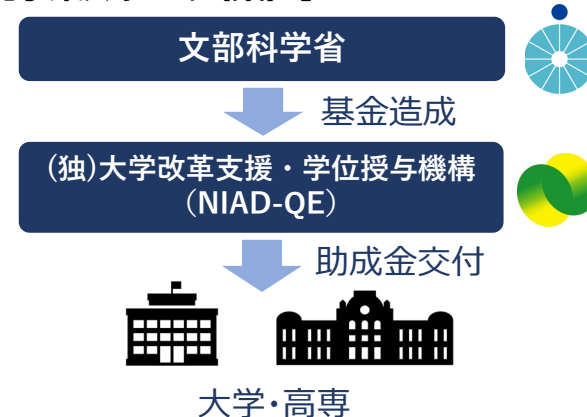 文部科学省
基金造成
(独)大学改革支援・学位授与機構
（NIAD-QE）
助成金交付
大学・高専